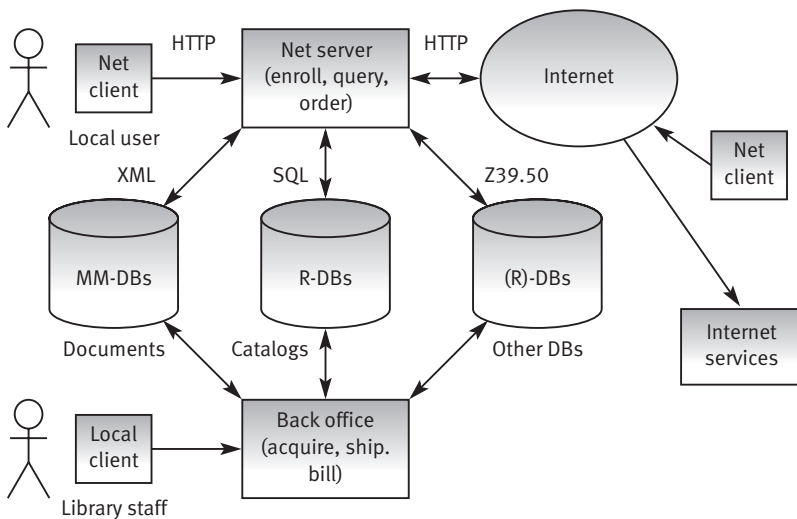 HTTP
Net server
(enroll, query,
order)
HTTP
Net
client
Internet
Local user
Net
client
XML
SQL
Z39.50
MM-DBs
R-DBs
(R)-DBs
Internet
services
Documents
Catalogs
Other DBs
Local
client
Back office
(acquire, ship.
bill)
Library staff